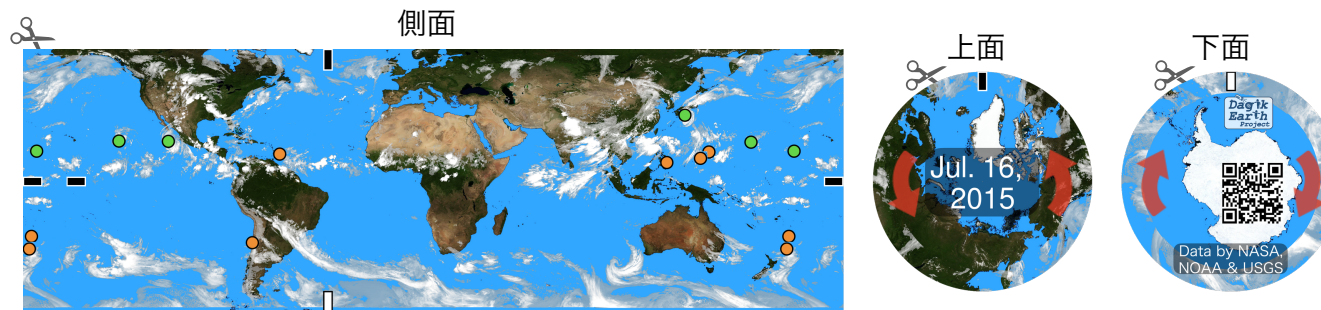 側面
上面
下面
Jul. 16,
2015
Dagik
Earth
Project
Data by NASA,
NOAA & USGS